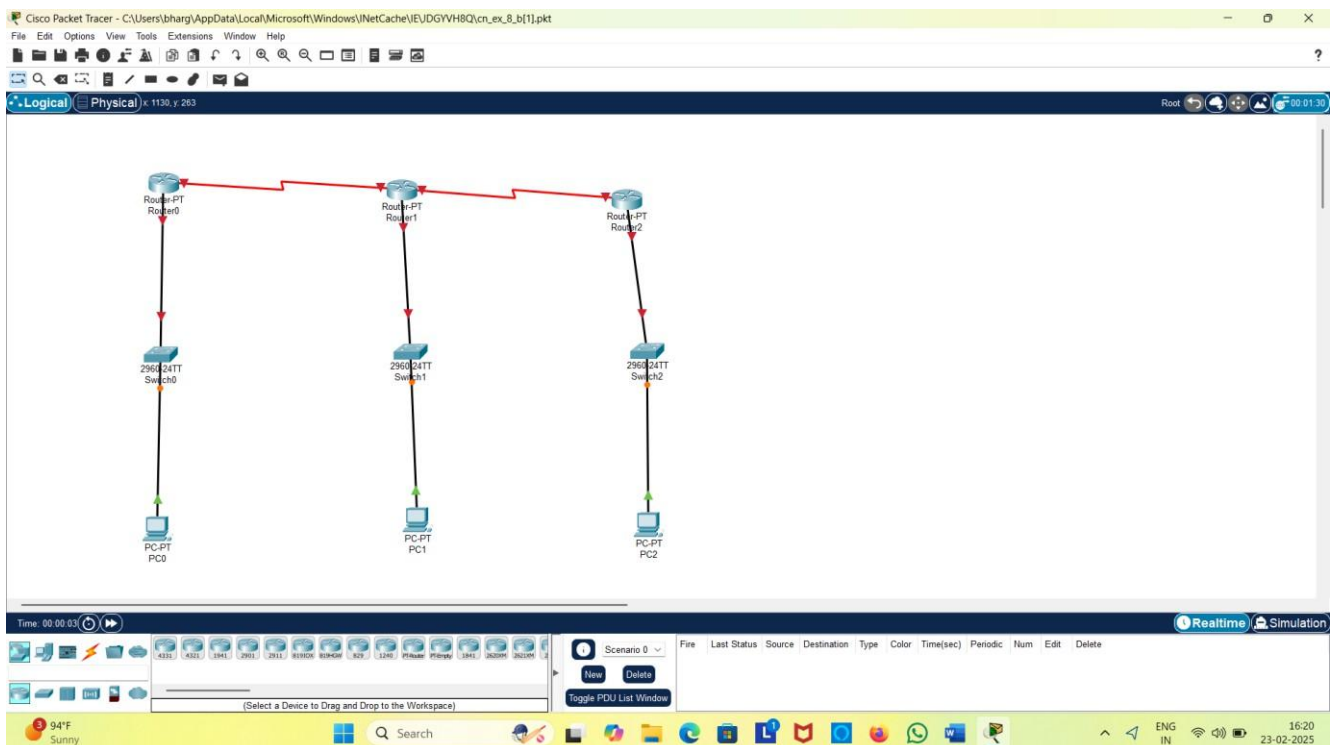 Cisco Packet Tracer - C:\Users\bharg\AppData\Local\Microsoft\Windows\INetCache\IE\JDGYVH8Q\cn_ex_8_b[1].pkt
File Edit Options View Tools Extensions Window Help
?
Logical Physical x: 1130, y: 263 Root 00:01:30
Router-PT
Router0
Router-PT
Router1
Router-PT
Router2
2960-24TT
Switch0
2960-24TT
Switch1
2960-24TT
Switch2
PC-PT
PC0
PC-PT
PC1
PC-PT
PC2
Time: 00:00:03 Realtime Simulation
4331 4321 1941 2901 2911 819IOX 819HGW 829 1240 PT-Router PT-Empty 1841 2620XM 2621XM
Scenario 0 Fire Last Status Source Destination Type Color Time(sec) Periodic Num Edit Delete
New Delete
Toggle PDU List Window
(Select a Device to Drag and Drop to the Workspace)
3 94°F
Sunny
Search
1
ENG
IN
16:20
23-02-2025